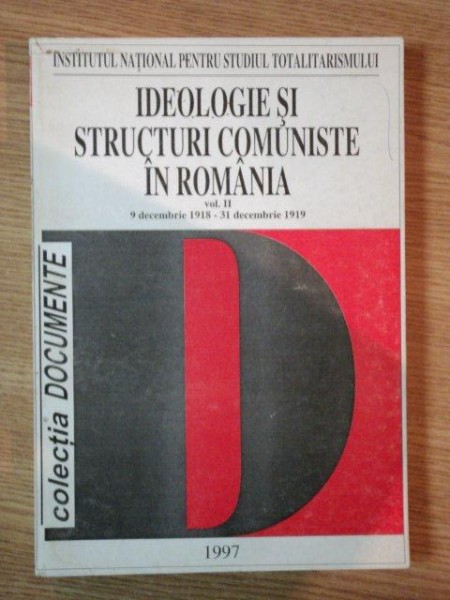 INSTITUTUL NAȚIONAL PENTRU STUDIUL TOTALITARISMULUI
IDEOLOGIE ȘI
STRUCTURI COMUNISTE
ÎN ROMÂNIA
vol. II
9 decembrie 1918 - 31 decembrie 1919
colecția DOCUMENTE
D
1997